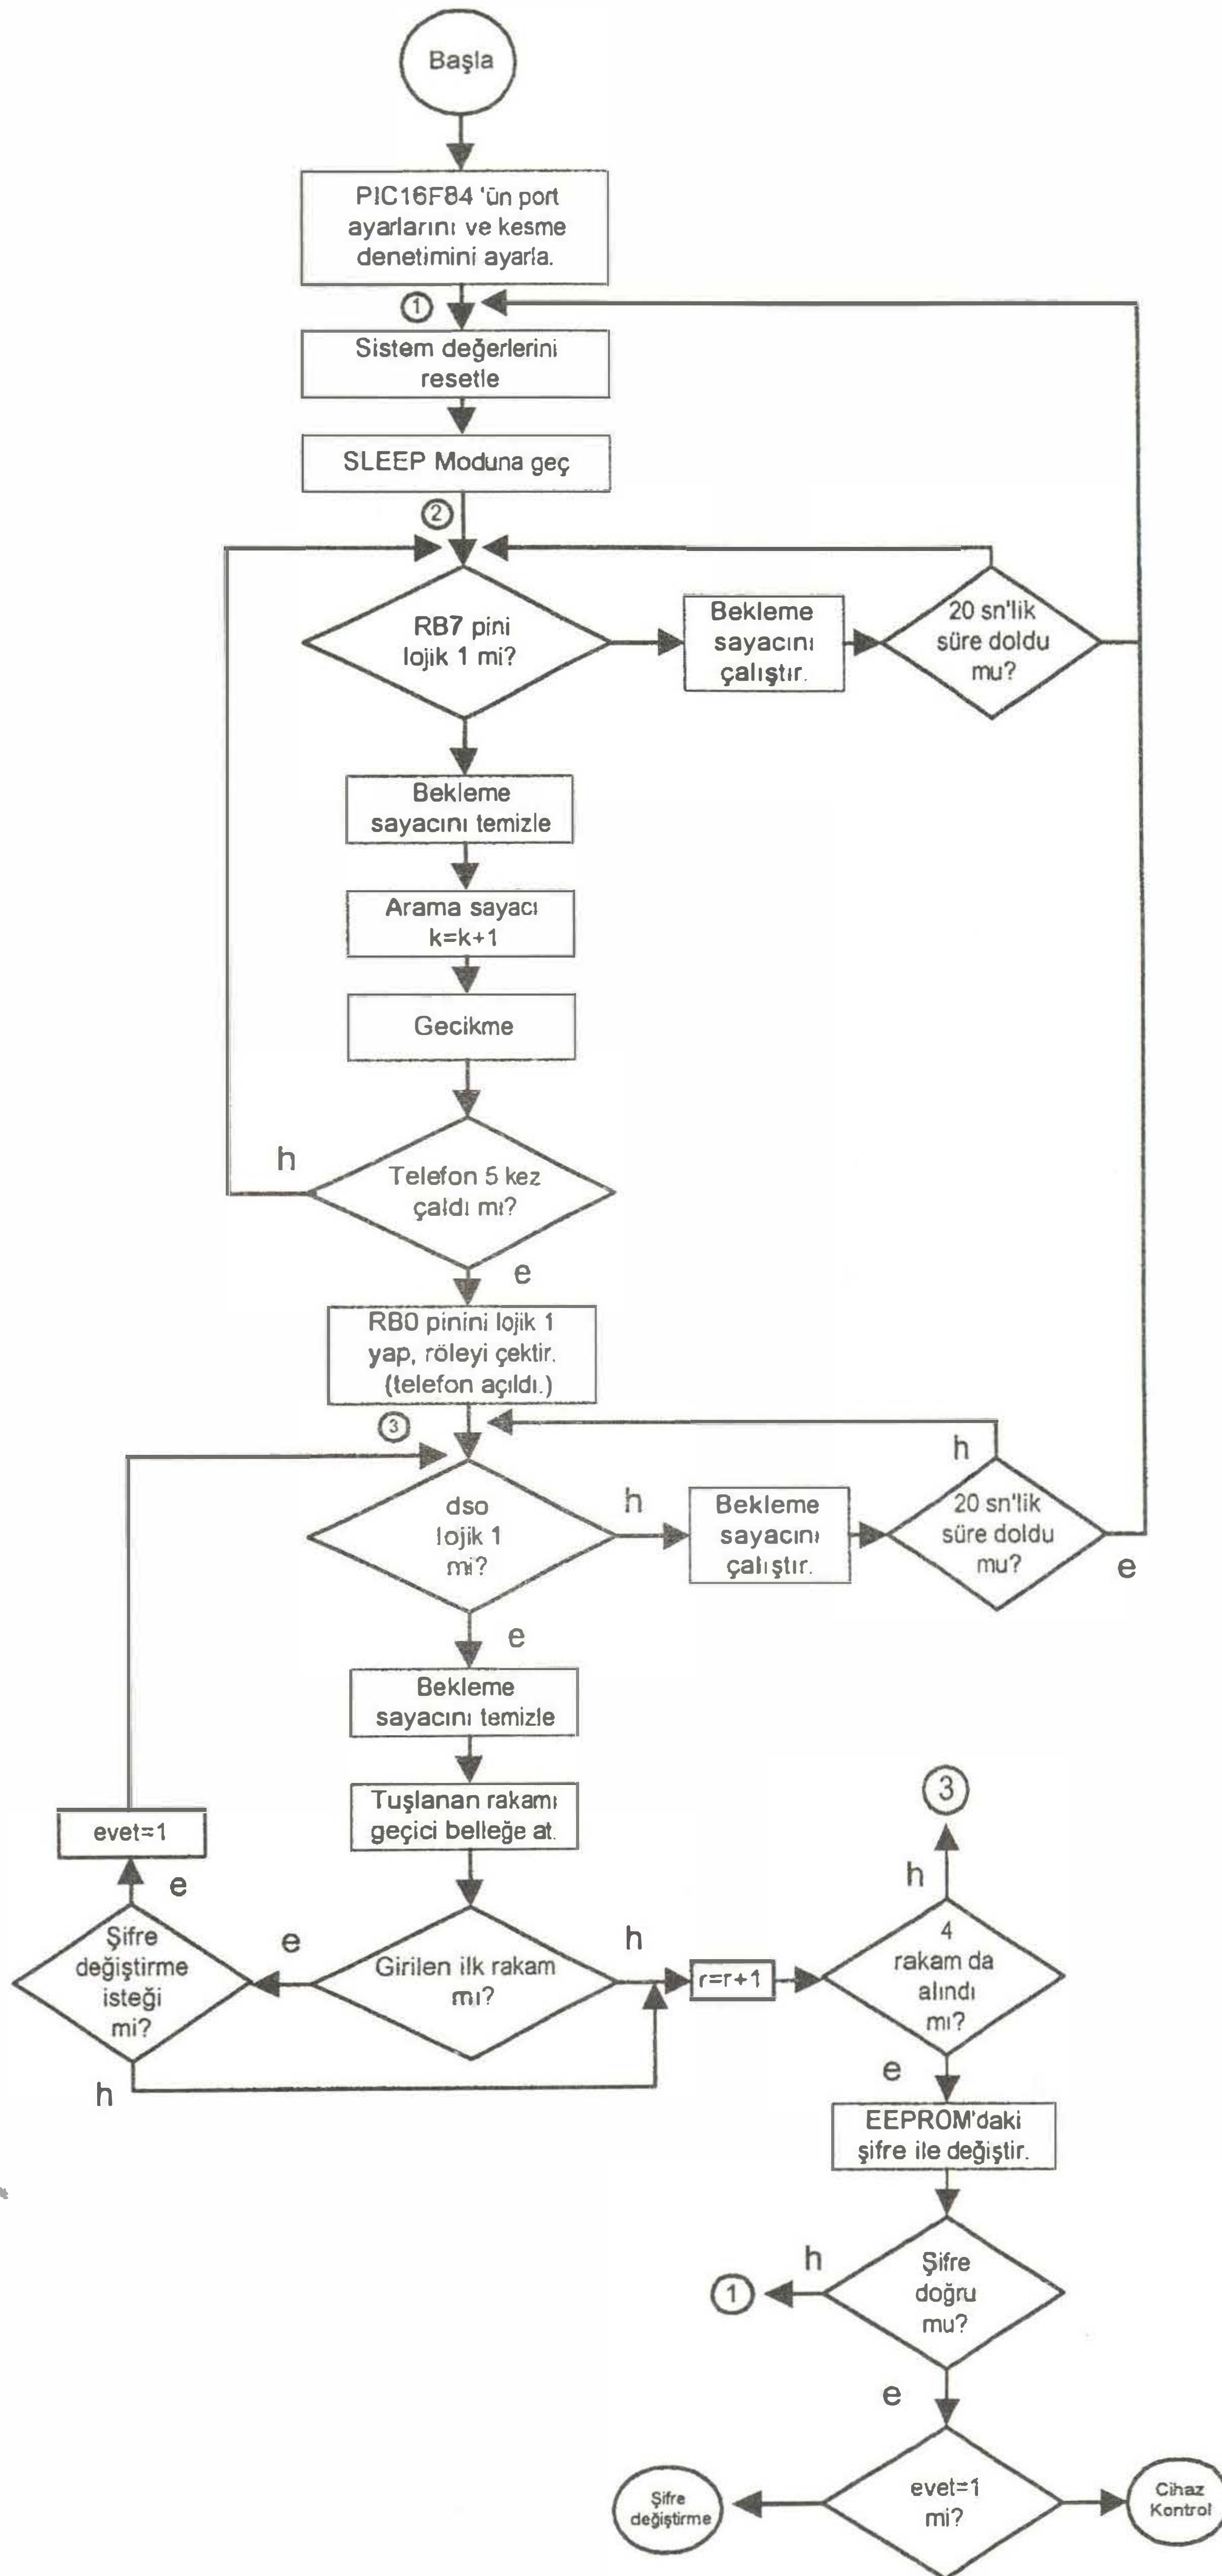 Başla
PIC16F84 'ün port
ayarlarını ve kesme
denetimini ayarla.
1
Sistem değerlerini
resetle
SLEEP Moduna geç
2
RB7 pini
lojik 1 mi?
Bekleme
sayacını
çalıştır.
20 sn'lik
süre doldu
mu?
Bekleme
sayacını temizle
Arama sayacı
k=k+1
Gecikme
h
Telefon 5 kez
çaldı mı?
e
RB0 pinini lojik 1
yap, röleyi çektir.
(telefon açıldı.)
3
dso
lojik 1
mi?
h
Bekleme
sayacını
çalıştır.
h
20 sn'lik
süre doldu
mu?
e
e
Bekleme
sayacını temizle
Tuşlanan rakamı
geçici belleğe at.
evet=1
e
Şifre
değiştirme
isteği
mi?
h
e
Girilen ilk rakam
mı?
h
r=r+1
3
h
4
rakam da
alındı
mı?
e
EEPROM'daki
şifre ile değiştir.
h
1
Şifre
doğru
mu?
e
evet=1
mi?
Şifre
değiştirme
Cihaz
Kontrol